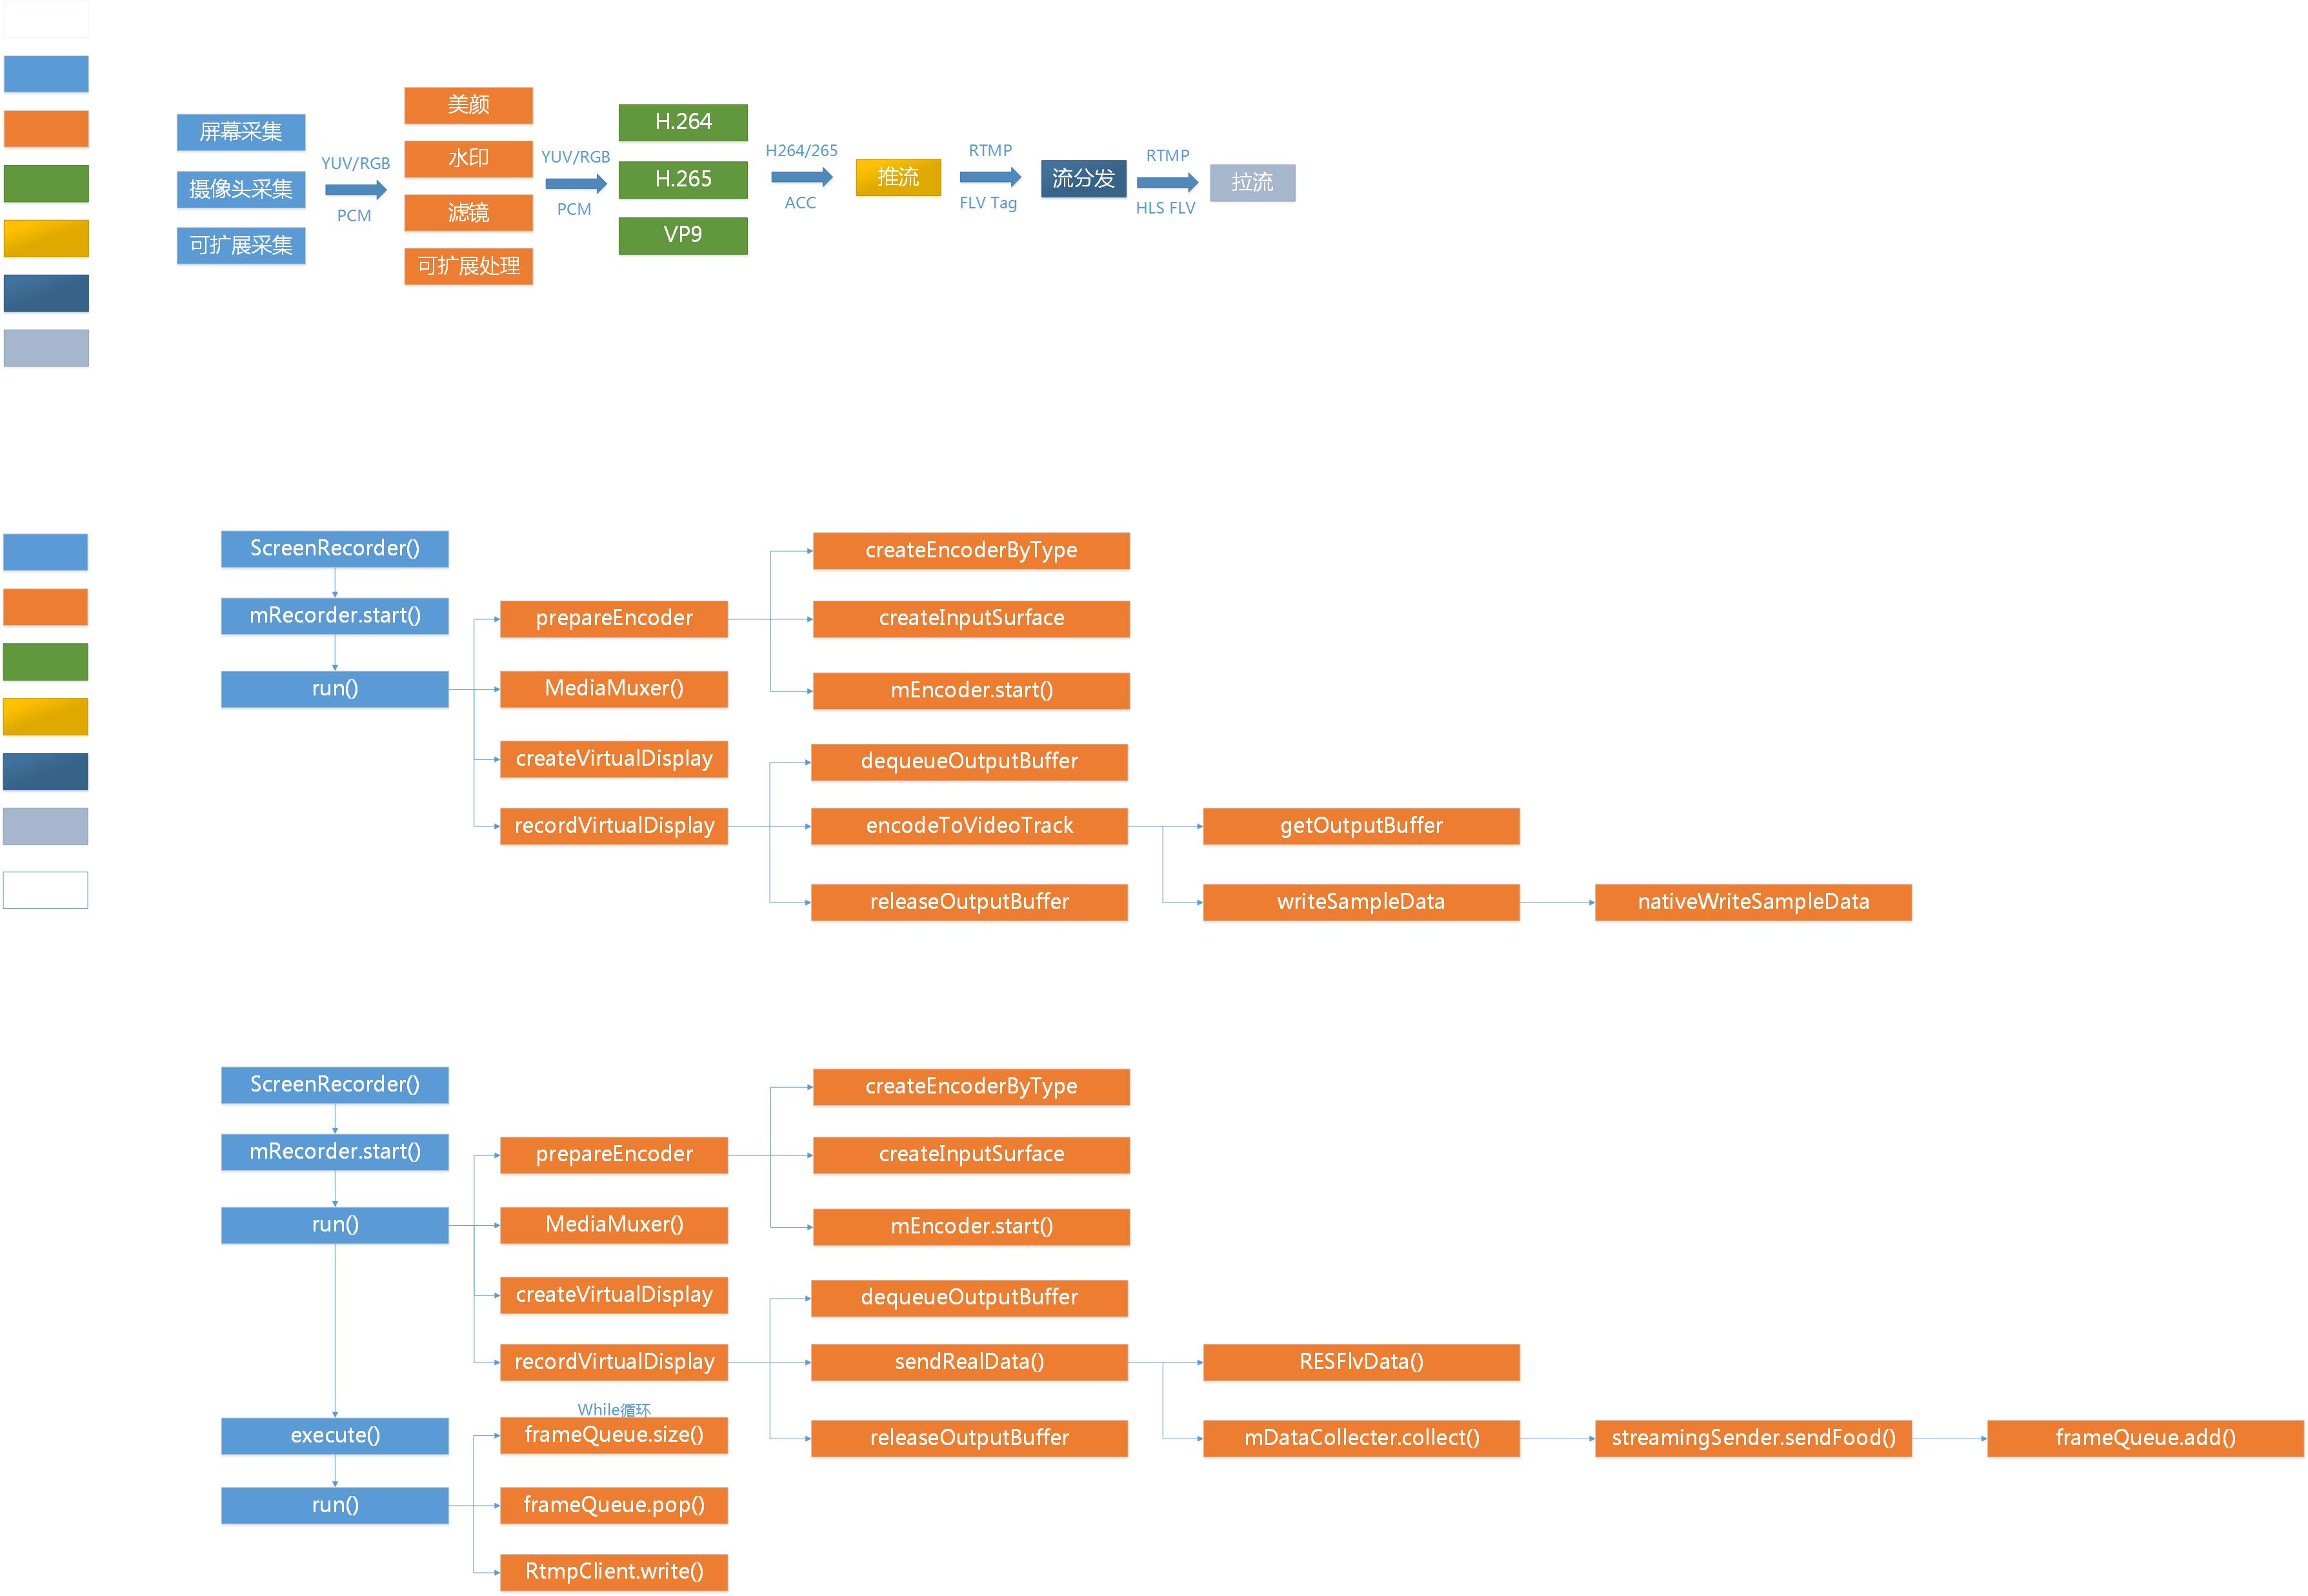 屏幕采集
摄像头采集
可扩展采集
YUV/RGB
PCM
美颜
水印
滤镜
可扩展处理
YUV/RGB
PCM
H.264
H.265
VP9
H264/265
ACC
推流
RTMP
FLV Tag
流分发
RTMP
HLS FLV
拉流
ScreenRecorder()
mRecorder.start()
run()
prepareEncoder
MediaMuxer()
createVirtualDisplay
recordVirtualDisplay
createEncoderByType
createInputSurface
mEncoder.start()
dequeueOutputBuffer
encodeToVideoTrack
releaseOutputBuffer
getOutputBuffer
writeSampleData
nativeWriteSampleData
ScreenRecorder()
mRecorder.start()
run()
prepareEncoder
MediaMuxer()
createVirtualDisplay
recordVirtualDisplay
createEncoderByType
createInputSurface
mEncoder.start()
dequeueOutputBuffer
sendRealData()
releaseOutputBuffer
RESFlvData()
mDataCollecter.collect()
streamingSender.sendFood()
frameQueue.add()
execute()
run()
While循环
frameQueue.size()
frameQueue.pop()
RtmpClient.write()